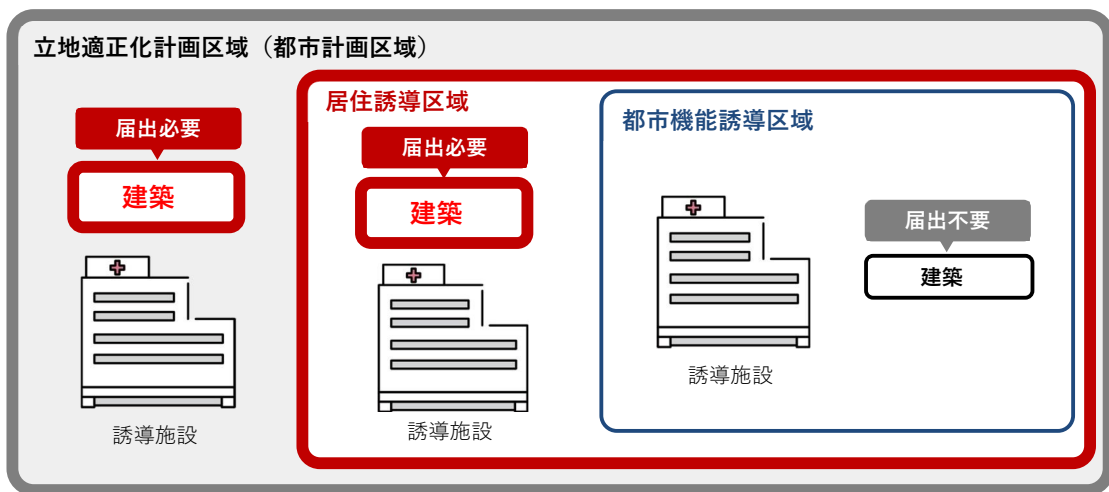 立地適正化計画区域（都市計画区域）
届出必要
建築
誘導施設
居住誘導区域
届出必要
建築
誘導施設
都市機能誘導区域
誘導施設
届出不要
建築